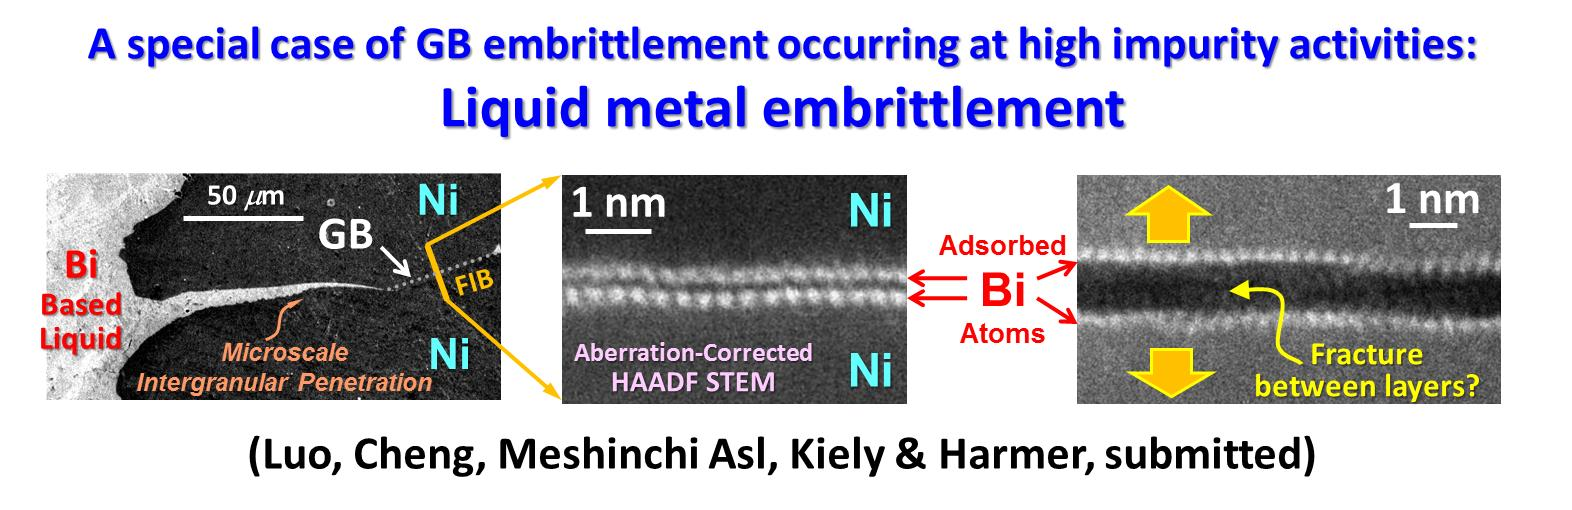 A special case of GB embrittlement occurring at high impurity activities:
Liquid metal embrittlement
50 μm
Ni
GB
FIB
Bi
Based
Liquid
Microscale
Intergranular Penetration
Ni
1 nm
Ni
Aberration-Corrected
HAADF STEM
Ni
Adsorbed
Bi
Atoms
1 nm
Fracture
between layers?
(Luo, Cheng, Meshinchi Asl, Kiely & Harmer, submitted)